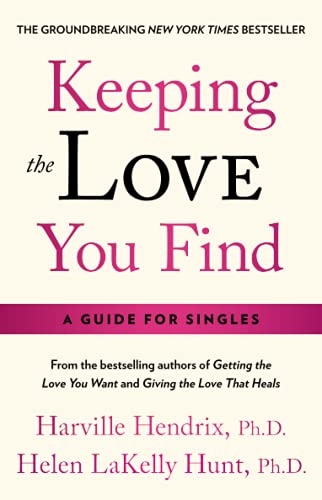 THE GROUNDBREAKING NEW YORK TIMES BESTSELLER
Keeping
the LOVE
You Find
A GUIDE FOR SINGLES
From the bestselling authors of Getting the
Love You Want and Giving the Love That Heals
Harville Hendrix, Ph.D.
Helen LaKelly Hunt, Ph.D.